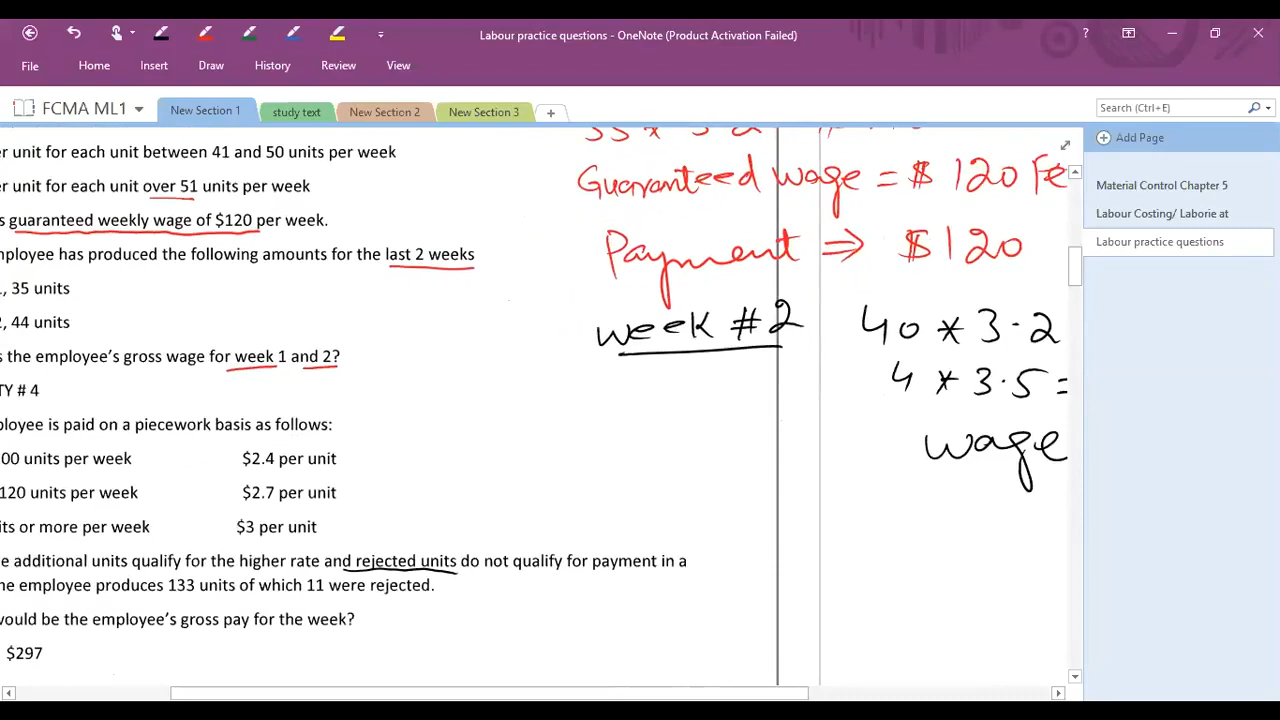 Labour practice questions - OneNote (Product Activation Failed)
File Home Insert Draw History Review View
FCMA ML1 New Section 1 study text New Section 2 New Section 3
Search (Ctrl+E)
Add Page
Material Control Chapter 5
Labour Costing/ Laborie at
Labour practice questions
er unit for each unit between 41 and 50 units per week
er unit for each unit over 51 units per week
s guaranteed weekly wage of $120 per week.
mployee has produced the following amounts for the last 2 weeks
, 35 units
2, 44 units
s the employee's gross wage for week 1 and 2?
TY # 4
ployee is paid on a piecework basis as follows:
00 units per week $2.4 per unit
120 units per week $2.7 per unit
its or more per week $3 per unit
e additional units qualify for the higher rate and rejected units do not qualify for payment in a
ne employee produces 133 units of which 11 were rejected.
would be the employee's gross pay for the week?
$297
Guaranteed wage = $ 120
Payment ⇒ $120
week #2 40 * 3.2
4 * 3.5 =
wage